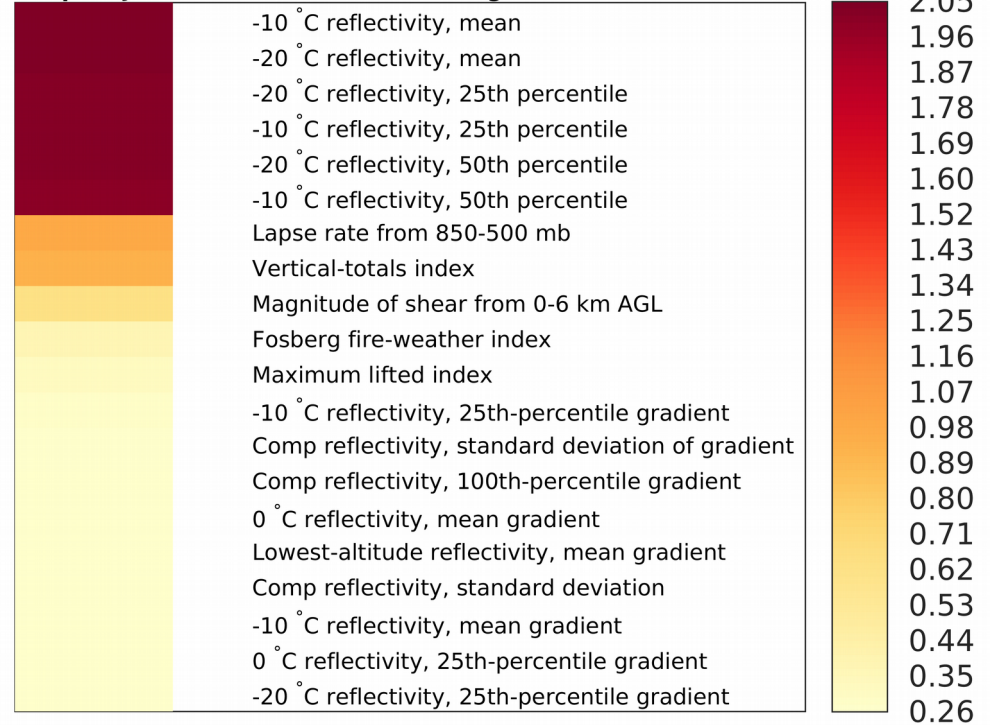 -10 °C reflectivity, mean
-20 °C reflectivity, mean
-20 °C reflectivity, 25th percentile
-10 °C reflectivity, 25th percentile
-20 °C reflectivity, 50th percentile
-10 °C reflectivity, 50th percentile
Lapse rate from 850-500 mb
Vertical-totals index
Magnitude of shear from 0-6 km AGL
Fosberg fire-weather index
Maximum lifted index
-10 °C reflectivity, 25th-percentile gradient
Comp reflectivity, standard deviation of gradient
Comp reflectivity, 100th-percentile gradient
0 °C reflectivity, mean gradient
Lowest-altitude reflectivity, mean gradient
Comp reflectivity, standard deviation
-10 °C reflectivity, mean gradient
0 °C reflectivity, 25th-percentile gradient
-20 °C reflectivity, 25th-percentile gradient
2.05
1.96
1.87
1.78
1.69
1.60
1.52
1.43
1.34
1.25
1.16
1.07
0.98
0.89
0.80
0.71
0.62
0.53
0.44
0.35
0.26